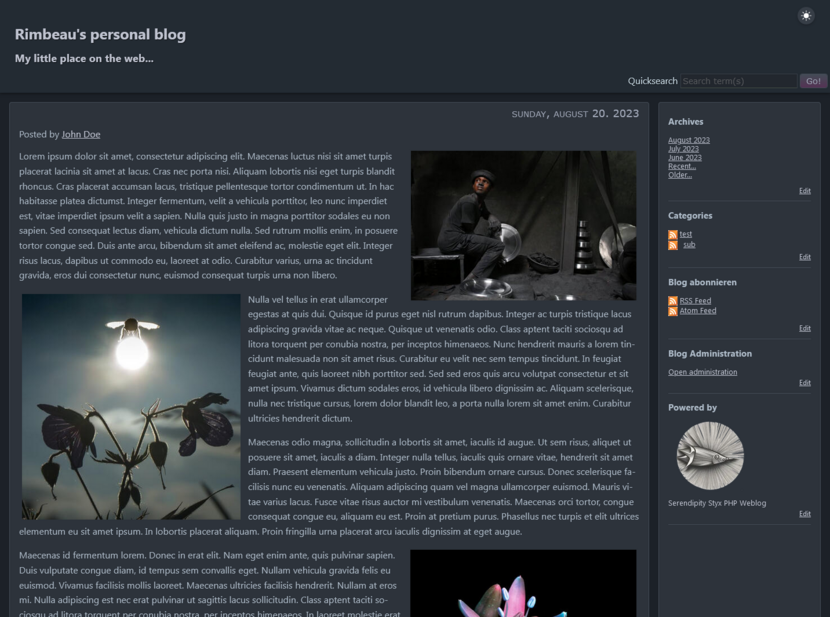 Rimbeau's personal blog
My little place on the web...
Quicksearch Search term(s) Go!
SUNDAY, AUGUST 20. 2023
Posted by John Doe
Lorem ipsum dolor sit amet, consectetur adipiscing elit. Maecenas luctus nisi sit amet turpis
placerat lacinia sit amet at lacus. Cras nec porta nisi. Aliquam lobortis nisi eget turpis blandit
rhoncus. Cras placerat accumsan lacus, tristique pellentesque tortor condimentum ut. In hac
habitasse platea dictumst. Integer fermentum, velit a vehicula porttitor, leo nunc imperdiet
est, vitae imperdiet ipsum velit a sapien. Nulla quis justo in magna porttitor sodales eu non
sapien. Sed consequat lectus diam, vehicula dictum nulla. Sed rutrum mollis enim, in posuere
tortor congue sed. Duis ante arcu, bibendum sit amet eleifend ac, molestie eget elit. Integer
risus lacus, dapibus ut commodo eu, laoreet at odio. Curabitur varius, urna ac tincidunt
gravida, eros dui consectetur nunc, euismod consequat turpis urna non libero.
Nulla vel tellus in erat ullamcorper
egestas at quis dui. Quisque id purus eget nisl rutrum dapibus. Integer ac turpis tristique lacus
adipiscing gravida vitae ac neque. Quisque ut venenatis odio. Class aptent taciti sociosqu ad
litora torquent per conubia nostra, per inceptos himenaeos. Nunc hendrerit mauris a lorem tin-
cidunt malesuada non sit amet risus. Curabitur eu velit nec sem tempus tincidunt. In feugiat
feugiat ante, quis laoreet nibh porttitor sed. Sed sed eros quis arcu volutpat consectetur et sit
amet ipsum. Vivamus dictum sodales eros, id vehicula libero dignissim ac. Aliquam scelerisque,
nulla nec tristique cursus, lorem dolor blandit leo, a porta nulla lorem sit amet enim. Curabitur
ultricies hendrerit dictum.
Maecenas odio magna, sollicitudin a lobortis sit amet, iaculis id augue. Ut sem risus, aliquet ut
posuere sit amet, iaculis a diam. Integer nulla tellus, iaculis quis ornare vitae, hendrerit sit amet
diam. Praesent elementum vehicula justo. Proin bibendum ornare cursus. Donec scelerisque fa-
cilisis nunc eu venenatis. Aliquam adipiscing quam vel magna ullamcorper euismod. Mauris vi-
tae varius lacus. Fusce vitae risus auctor mi vestibulum venenatis. Maecenas orci tortor, congue
consequat congue eu, aliquam eu est. Proin at pretium purus. Phasellus nec turpis et elit ultrices
elementum eu sit amet ipsum. In lobortis placerat aliquam. Proin fringilla urna placerat arcu iaculis dignissim at eget augue.
Maecenas id fermentum lorem. Donec in erat elit. Nam eget enim ante, quis pulvinar sapien.
Duis vulputate congue diam, id tempus sem convallis eget. Nullam vehicula gravida felis eu
euismod. Vivamus facilisis mollis laoreet. Maecenas ultricies facilisis hendrerit. Nullam at eros
mi. Nulla adipiscing est nec erat pulvinar ut sagittis lacus sollicitudin. Class aptent taciti so-
ciosqu ad litora torquent per conubia nostra, per inceptos himenaeos. In laoreet molestie erat
Archives
August 2023
July 2023
June 2023
Recent...
Older...
Edit
Categories
test
sub
Edit
Blog abonnieren
RSS Feed
Atom Feed
Edit
Blog Administration
Open administration
Edit
Powered by
Serendipity Styx PHP Weblog
Edit